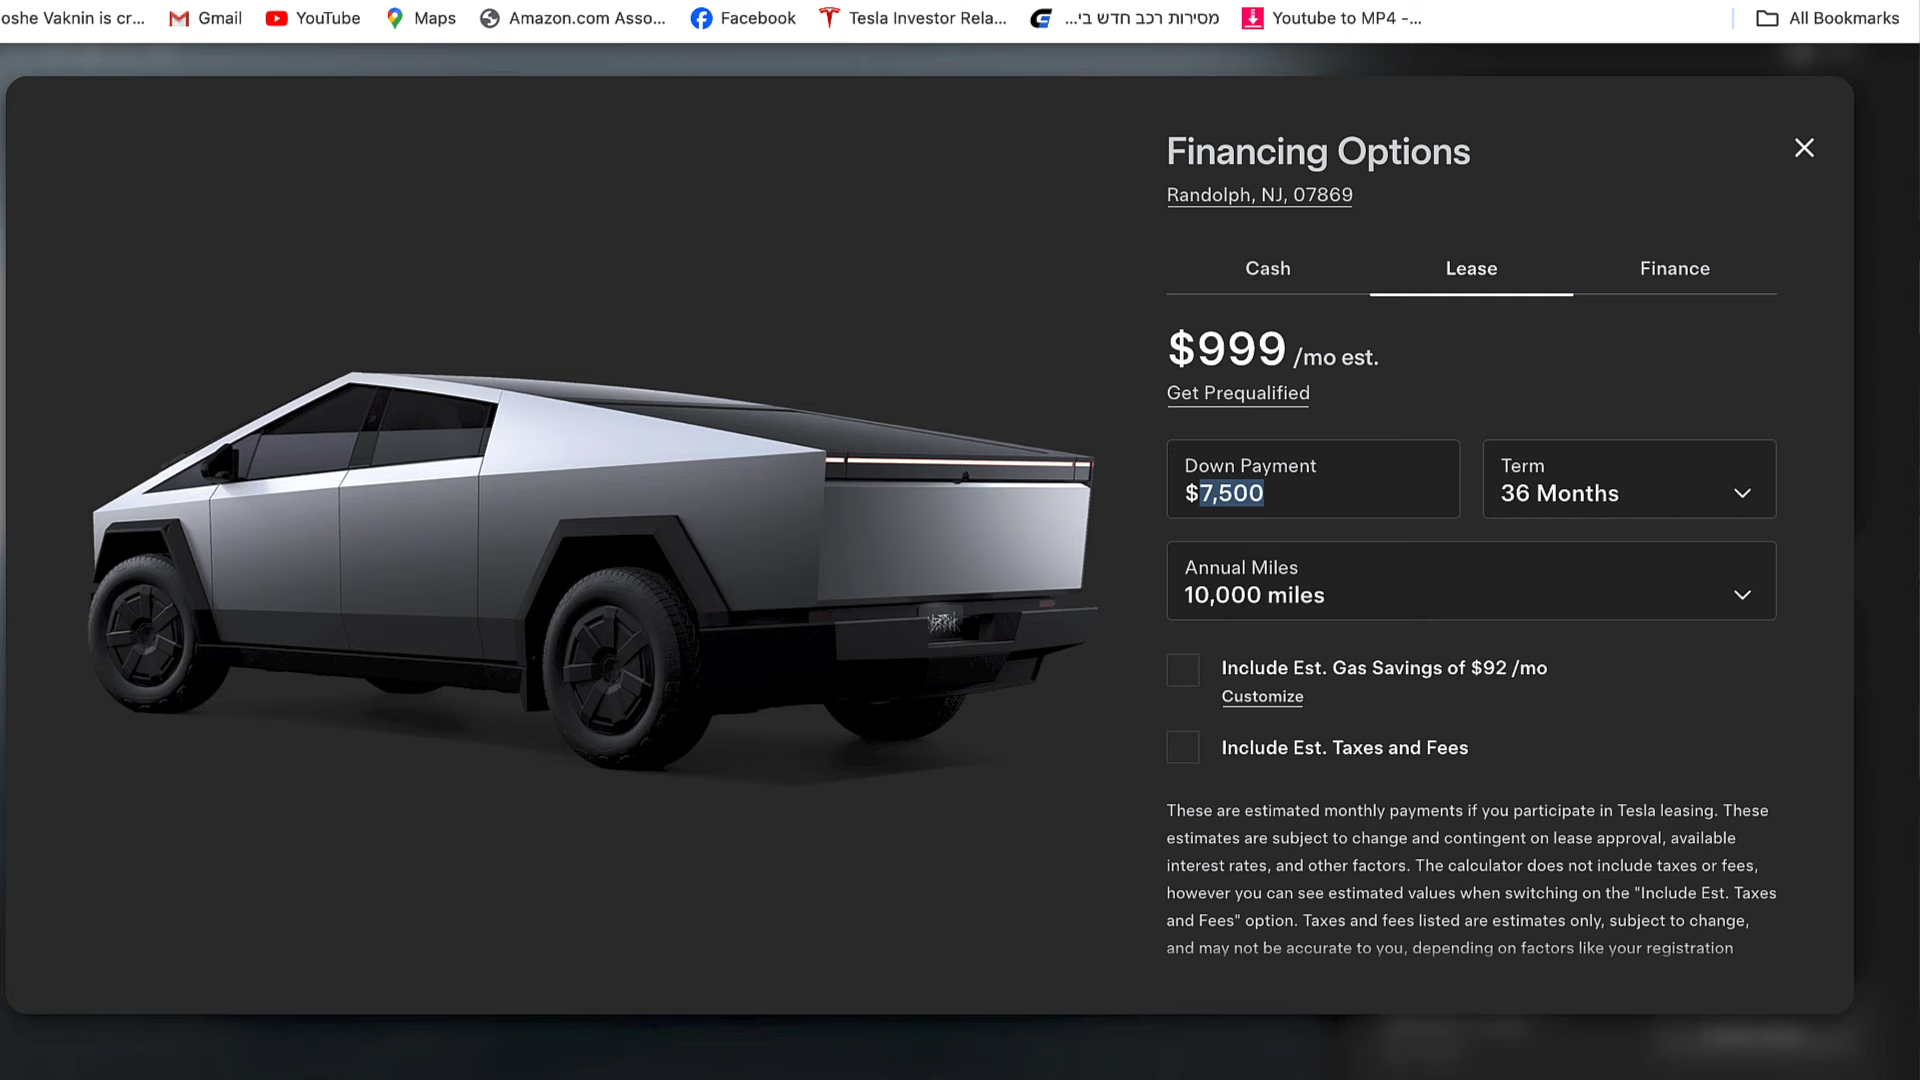 oshe Vaknin is cr...
Gmail
YouTube
Maps
Amazon.com Asso...
Facebook
Tesla Investor Rela...
מסירות רכב חדש בי...
Youtube to MP4 -...
All Bookmarks
Financing Options
Randolph, NJ, 07869
Cash
Lease
Finance
$999 /mo est.
Get Prequalified
Down Payment
$7,500
Term
36 Months
Annual Miles
10,000 miles
Include Est. Gas Savings of $92 /mo
Customize
Include Est. Taxes and Fees
These are estimated monthly payments if you participate in Tesla leasing. These
estimates are subject to change and contingent on lease approval, available
interest rates, and other factors. The calculator does not include taxes or fees,
however you can see estimated values when switching on the "Include Est. Taxes
and Fees" option. Taxes and fees listed are estimates only, subject to change,
and may not be accurate to you, depending on factors like your registration